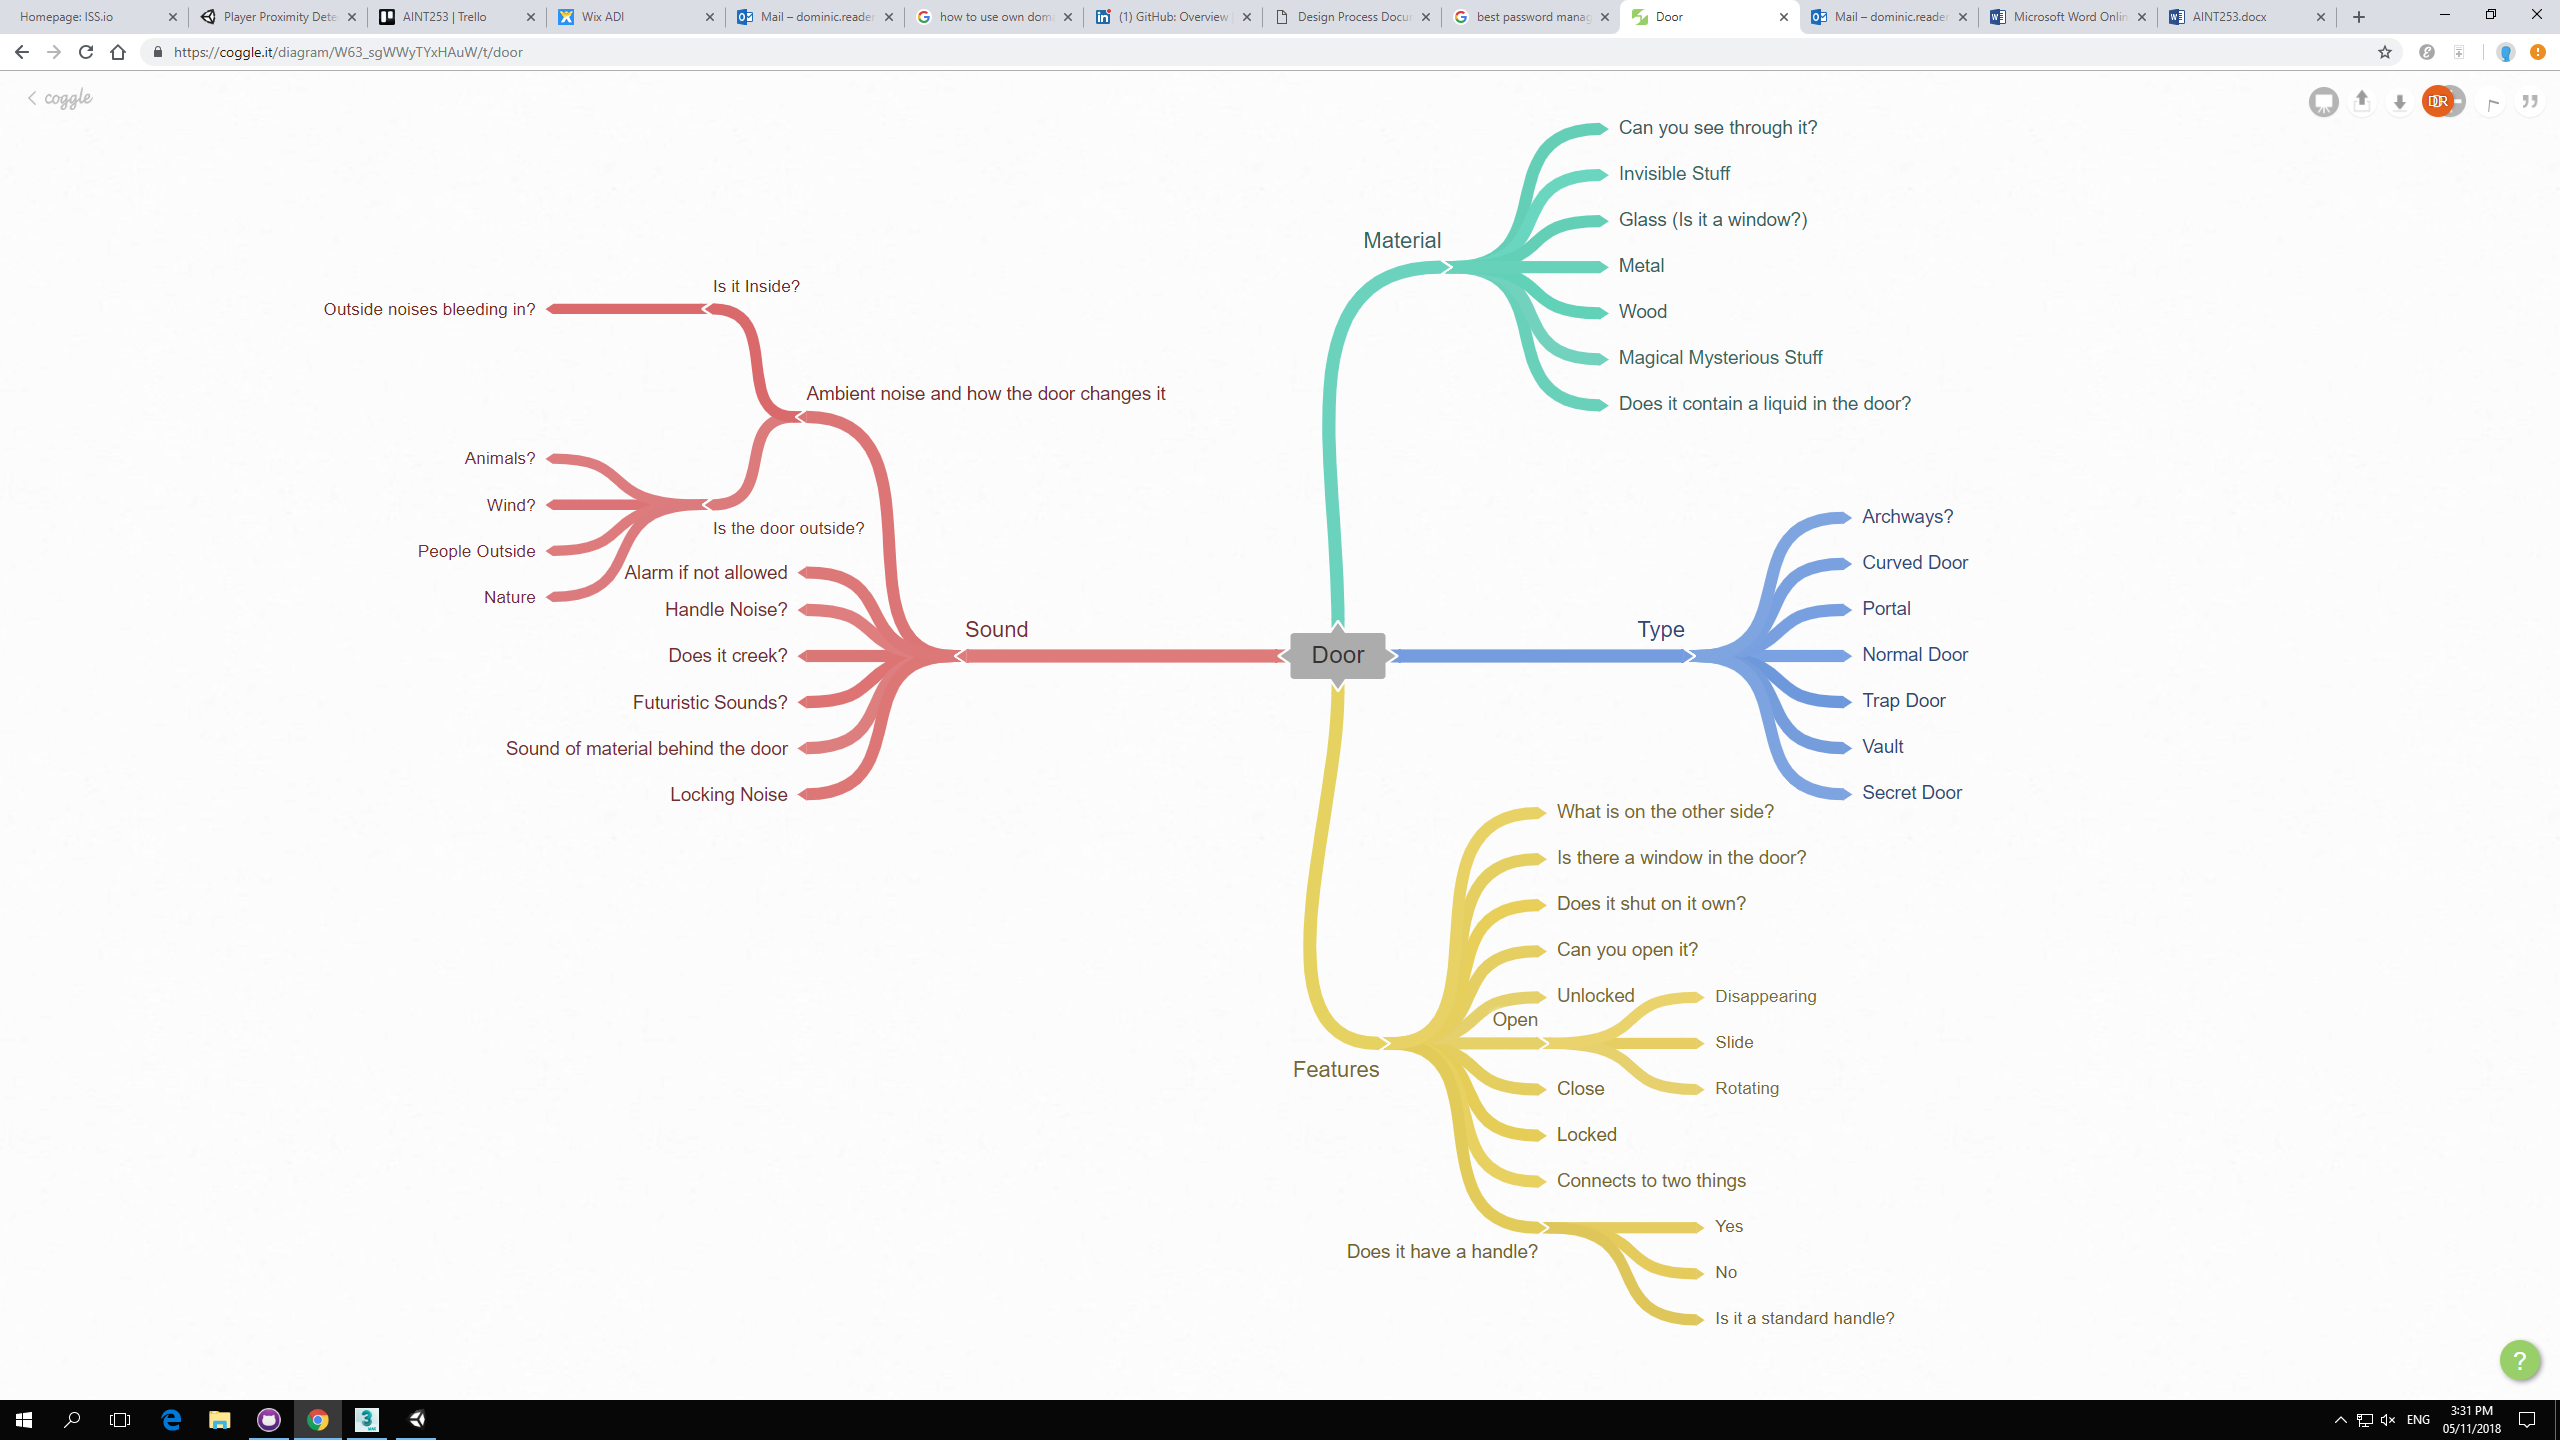 Homepage: ISS.io
Player Proximity Dete
AINT253 | Trello
Wix ADI
Mail – dominic.reader
how to use own dom
(1) GitHub: Overview
Design Process Docu
best password manag
Door
Mail – dominic.reader
Microsoft Word Onlin
AINT253.docx
https://coggle.it/diagram/W63_sgWWyTYxHAuW/t/door
coggle
DR
Can you see through it?
Invisible Stuff
Glass (Is it a window?)
Material
Metal
Wood
Magical Mysterious Stuff
Does it contain a liquid in the door?
Is it Inside?
Outside noises bleeding in?
Ambient noise and how the door changes it
Animals?
Wind?
Is the door outside?
People Outside
Nature
Alarm if not allowed
Handle Noise?
Sound
Does it creek?
Futuristic Sounds?
Sound of material behind the door
Locking Noise
Door
Type
Archways?
Curved Door
Portal
Normal Door
Trap Door
Vault
Secret Door
What is on the other side?
Is there a window in the door?
Does it shut on it own?
Can you open it?
Unlocked
Open
Disappearing
Slide
Rotating
Features
Close
Locked
Connects to two things
Does it have a handle?
Yes
No
Is it a standard handle?
?
ENG
3:31 PM
05/11/2018